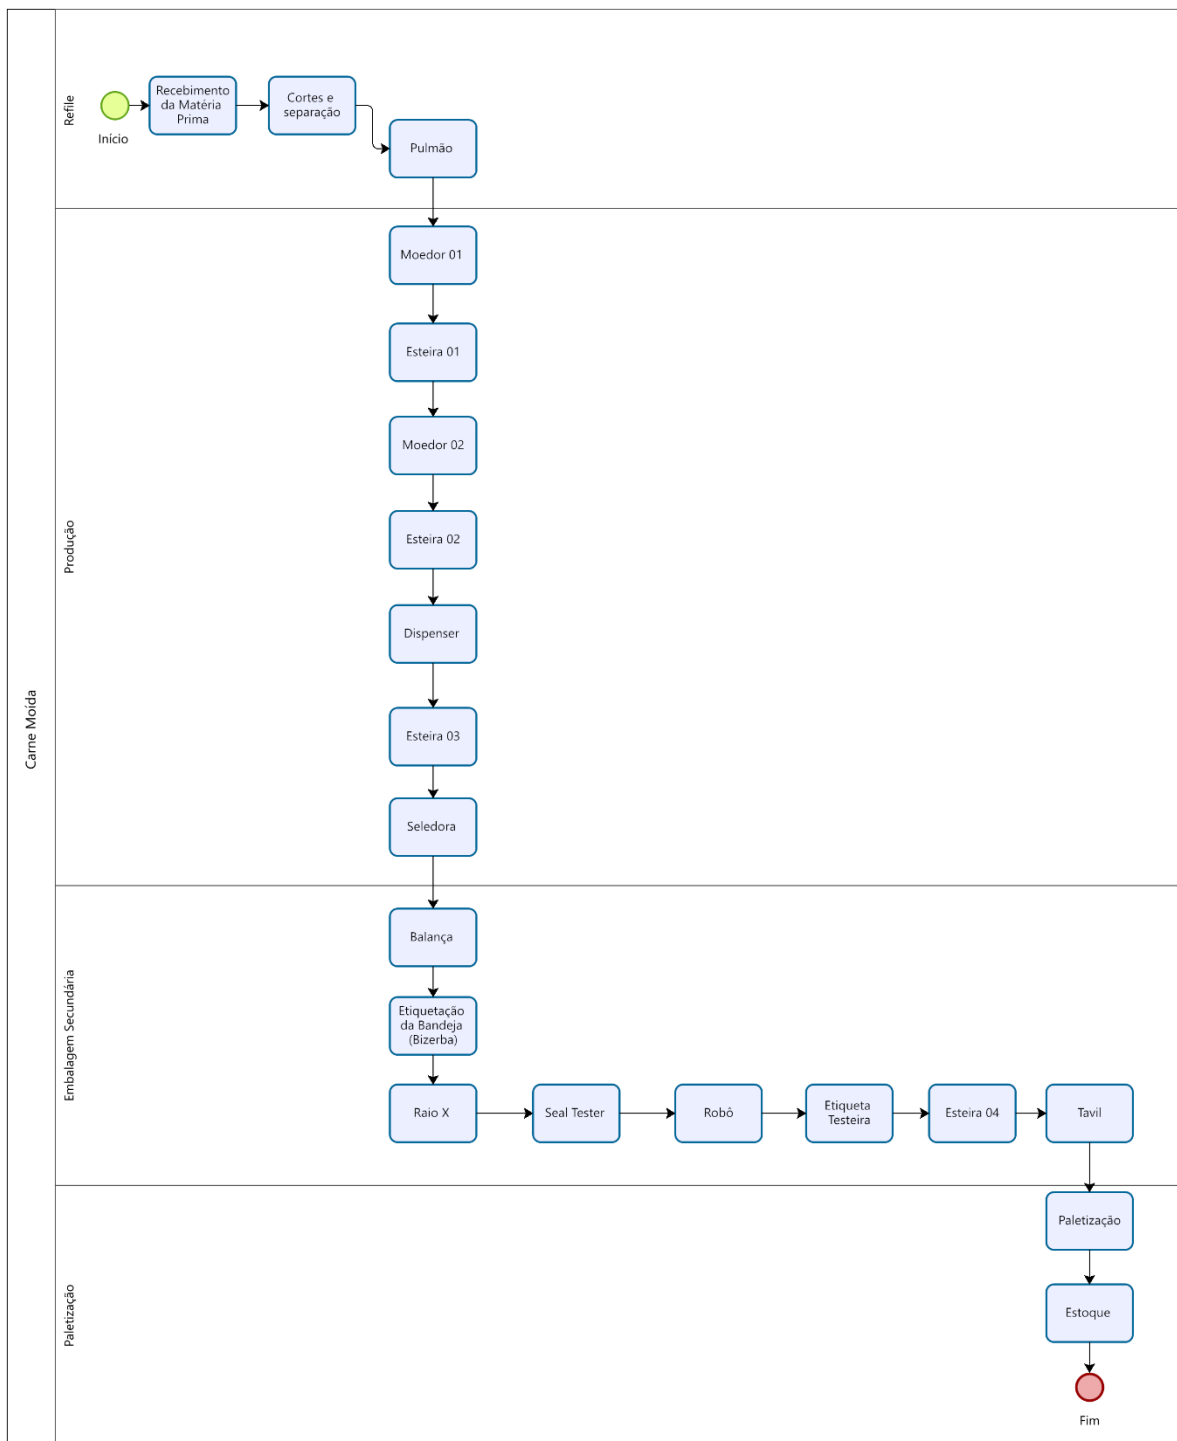 Carne Moída
Refile
Início
Recebimento
da Matéria
Prima
Cortes e
separação
Pulmão
Produção
Moedor 01
Esteira 01
Moedor 02
Esteira 02
Dispenser
Esteira 03
Seledora
Embalagem Secundária
Balança
Etiquetação
da Bandeja
(Bizerba)
Raio X
Seal Tester
Robô
Etiqueta
Testeira
Esteira 04
Tavil
Paletização
Paletização
Estoque
Fim